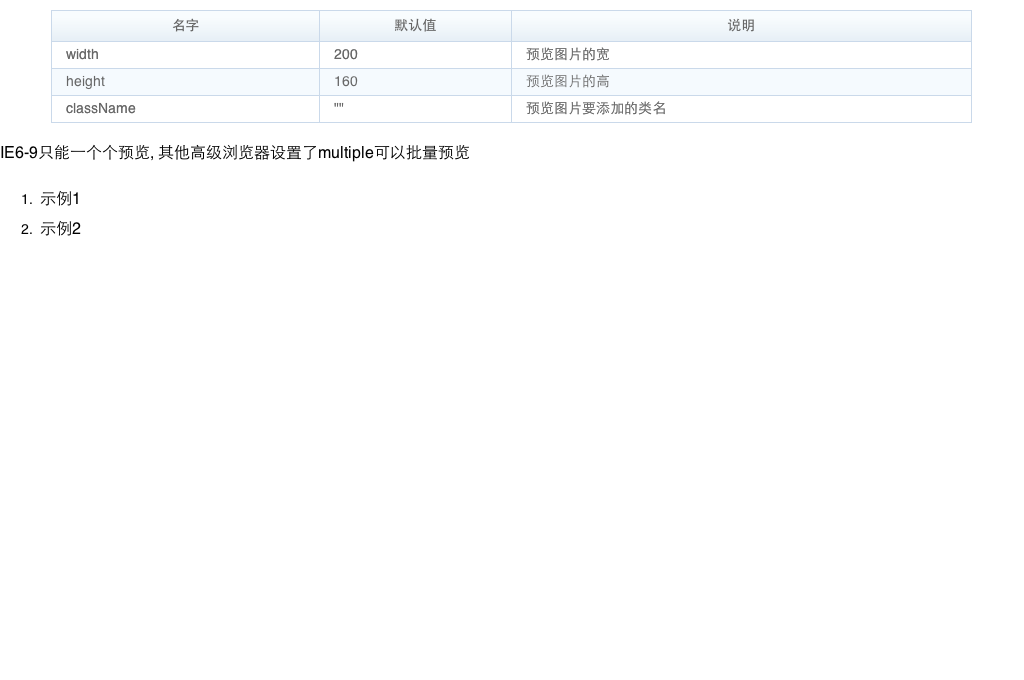 名字 默认值 说明
width 200 预览图片的宽
height 160 预览图片的高
className "" 预览图片要添加的类名
IE6-9只能一个个预览, 其他高级浏览器设置了multiple可以批量预览
1. 示例1
2. 示例2